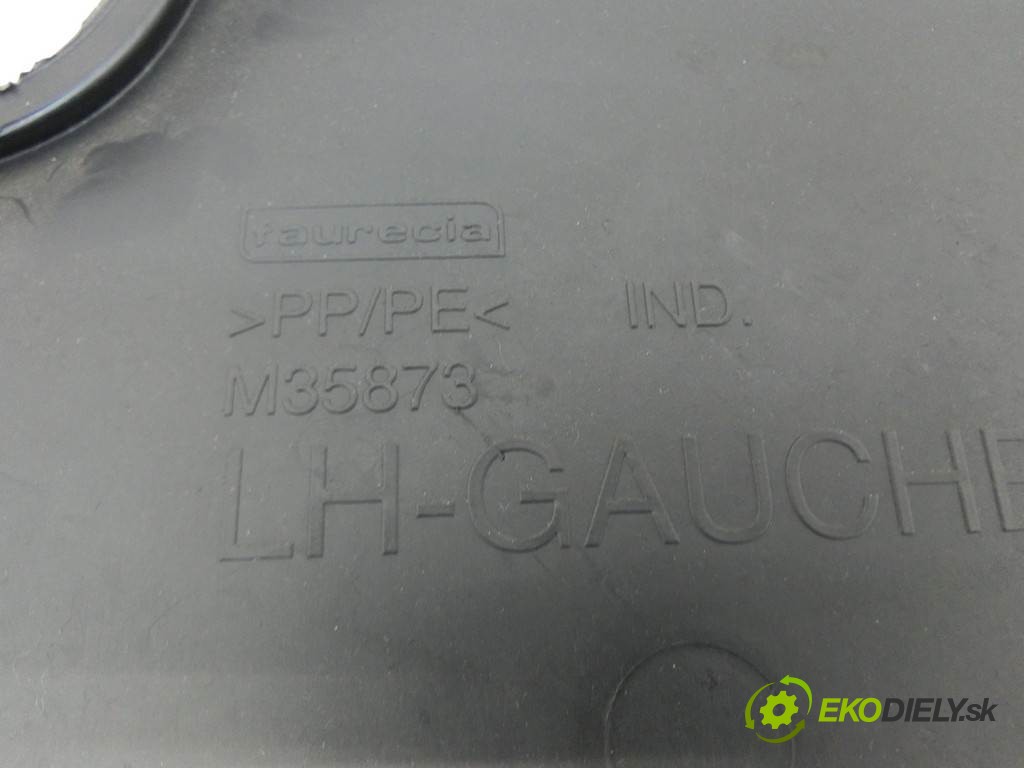 faurecia
>PP/PE< IND.
M35873
LH-GAUCHE
EKODIELY.sk